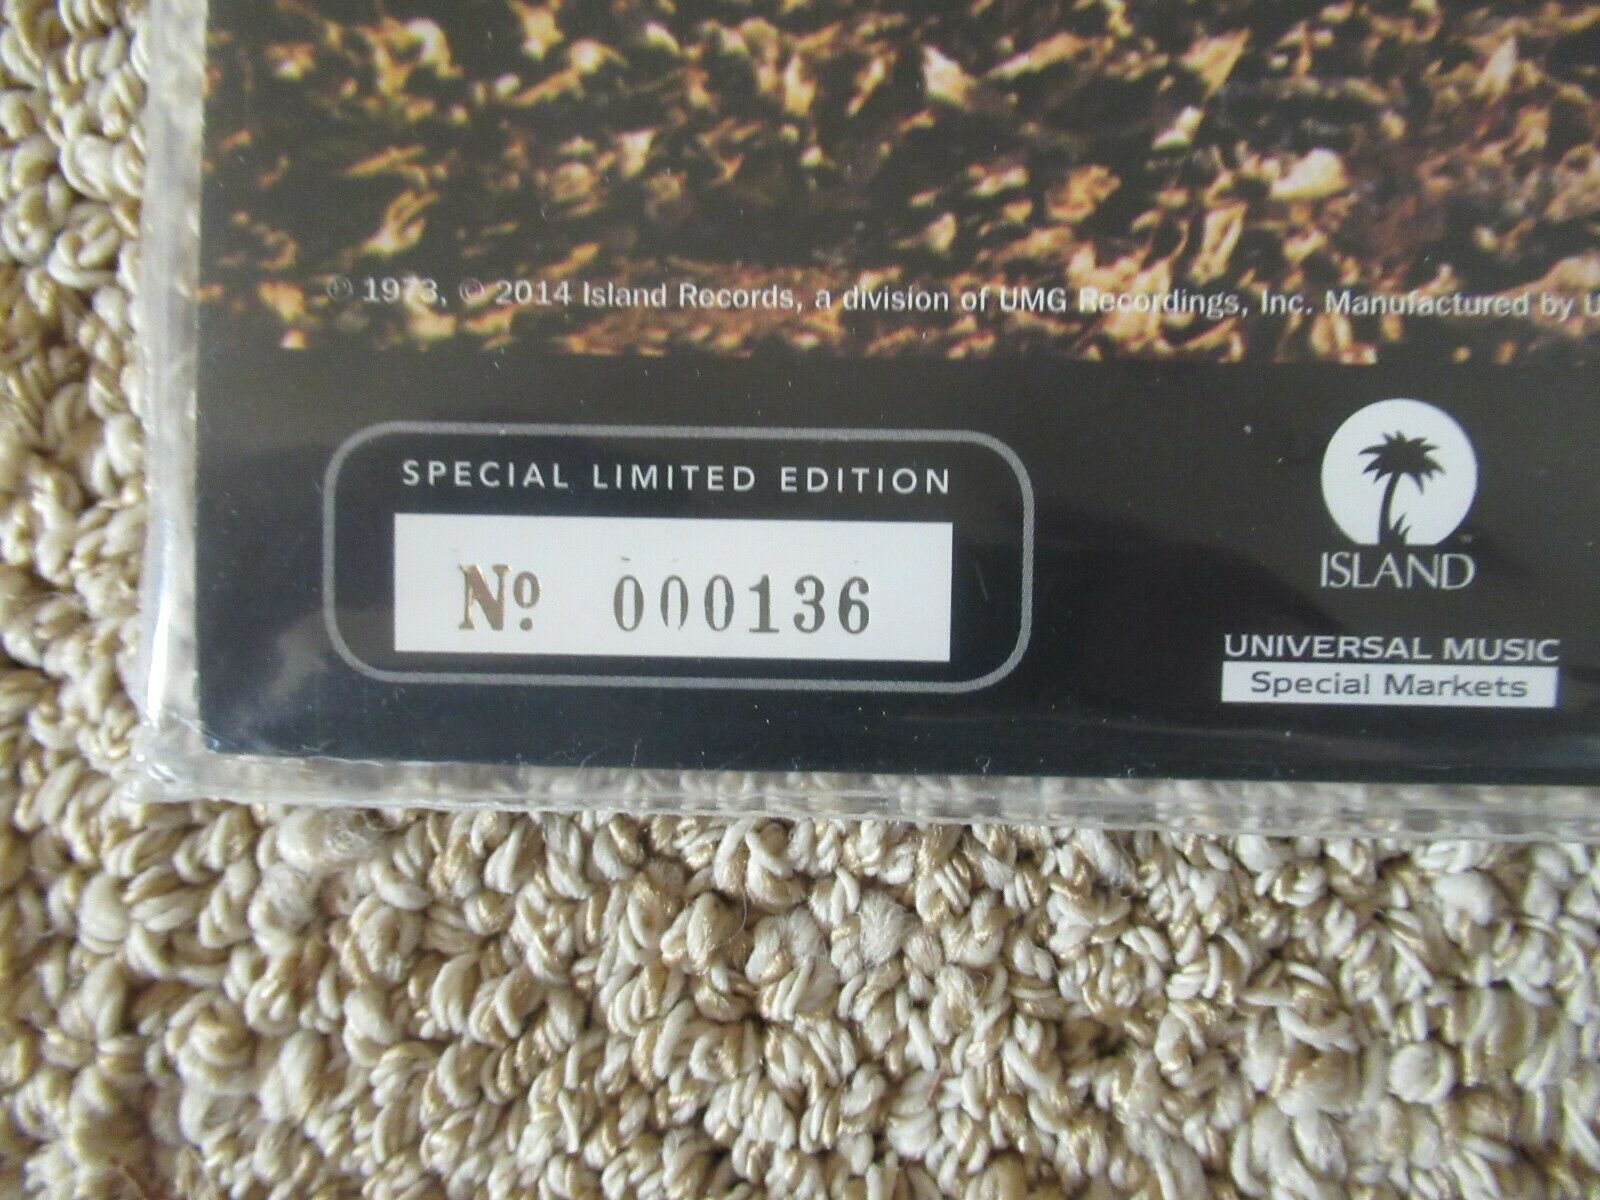 ℗ 1973, © 2014 Island Records, a division of UMG Recordings, Inc. Manufactured by U
SPECIAL LIMITED EDITION
Nº. 000136
ISLAND
UNIVERSAL MUSIC
Special Markets